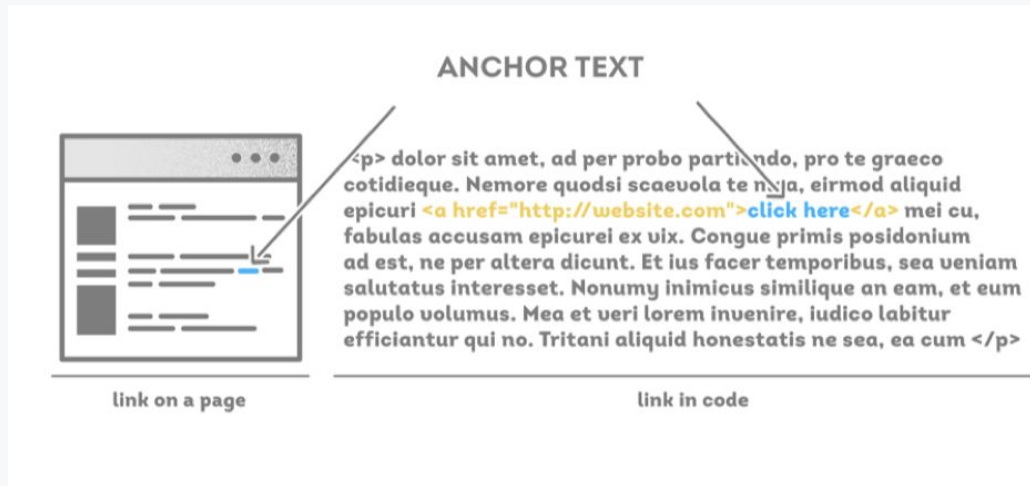 ANCHOR TEXT
<p> dolor sit amet, ad per probo partiendo, pro te graeco
cotidieque. Nemore quodsi scaevola te nuja, eirmod aliquid
epicuri <a href="http://website.com">click here</a> mei cu,
fabulas accusam epicurei ex vix. Congue primis posidonium
ad est, ne per altera dicunt. Et ius facer temporibus, sea veniam
salutatus interesset. Nonumy inimicus similique an eam, et eum
populo volumus. Mea et veri lorem invenire, iudico labitur
efficiantur qui no. Tritani aliquid honestatis ne sea, ea cum </p>
link on a page
link in code